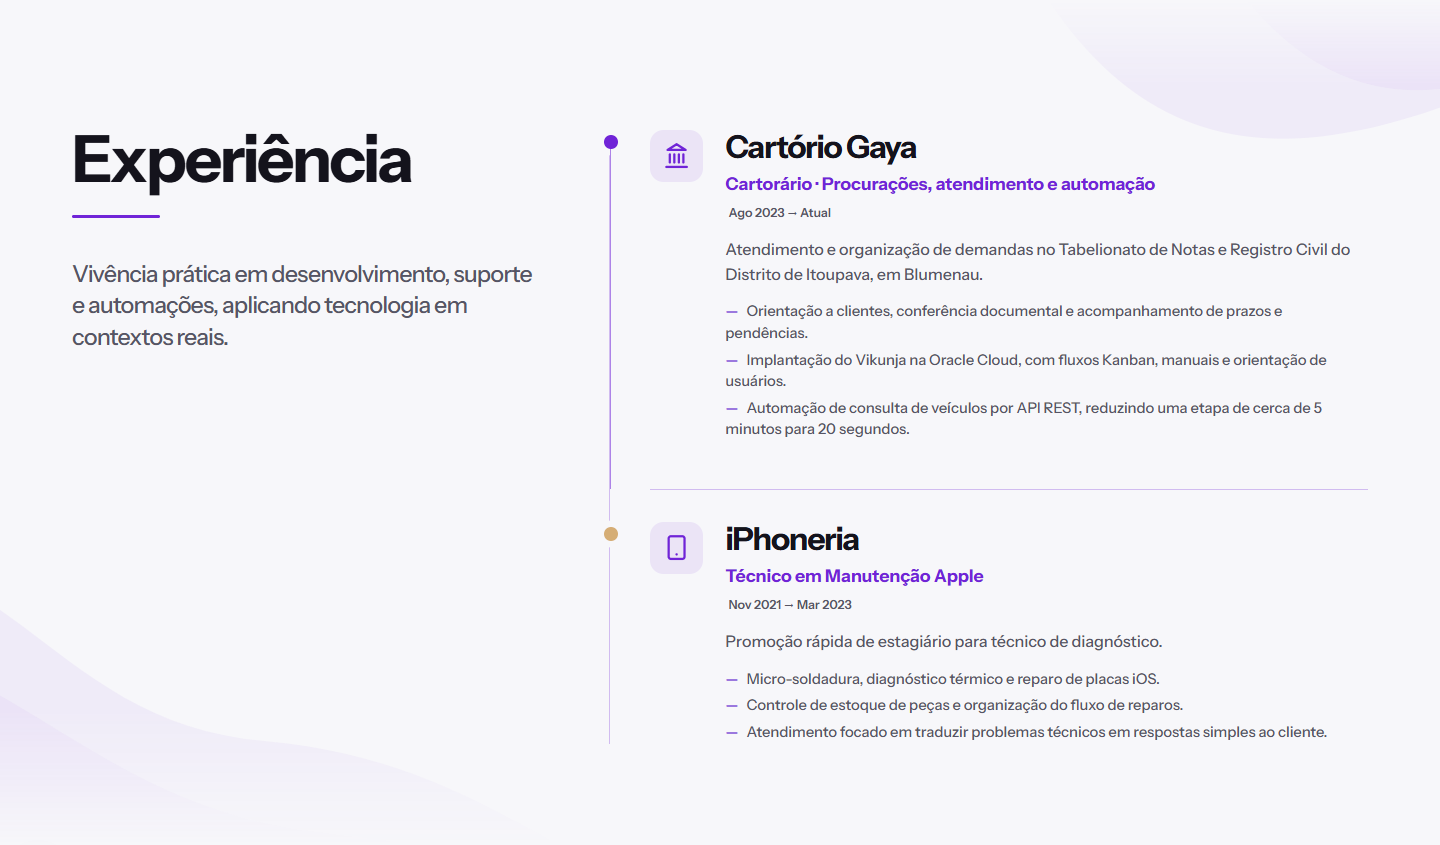 Experiência
Vivência prática em desenvolvimento, suporte
e automações, aplicando tecnologia em
contextos reais.
Cartório Gaya
Cartorário · Procurações, atendimento e automação
Ago 2023 → Atual
Atendimento e organização de demandas no Tabelionato de Notas e Registro Civil do
Distrito de Itoupava, em Blumenau.
— Orientação a clientes, conferência documental e acompanhamento de prazos e
pendências.
— Implantação do Vikunja na Oracle Cloud, com fluxos Kanban, manuais e orientação de
usuários.
— Automação de consulta de veículos por API REST, reduzindo uma etapa de cerca de 5
minutos para 20 segundos.
iPhoneria
Técnico em Manutenção Apple
Nov 2021 → Mar 2023
Promoção rápida de estagiário para técnico de diagnóstico.
— Micro-soldadura, diagnóstico térmico e reparo de placas iOS.
— Controle de estoque de peças e organização do fluxo de reparos.
— Atendimento focado em traduzir problemas técnicos em respostas simples ao cliente.